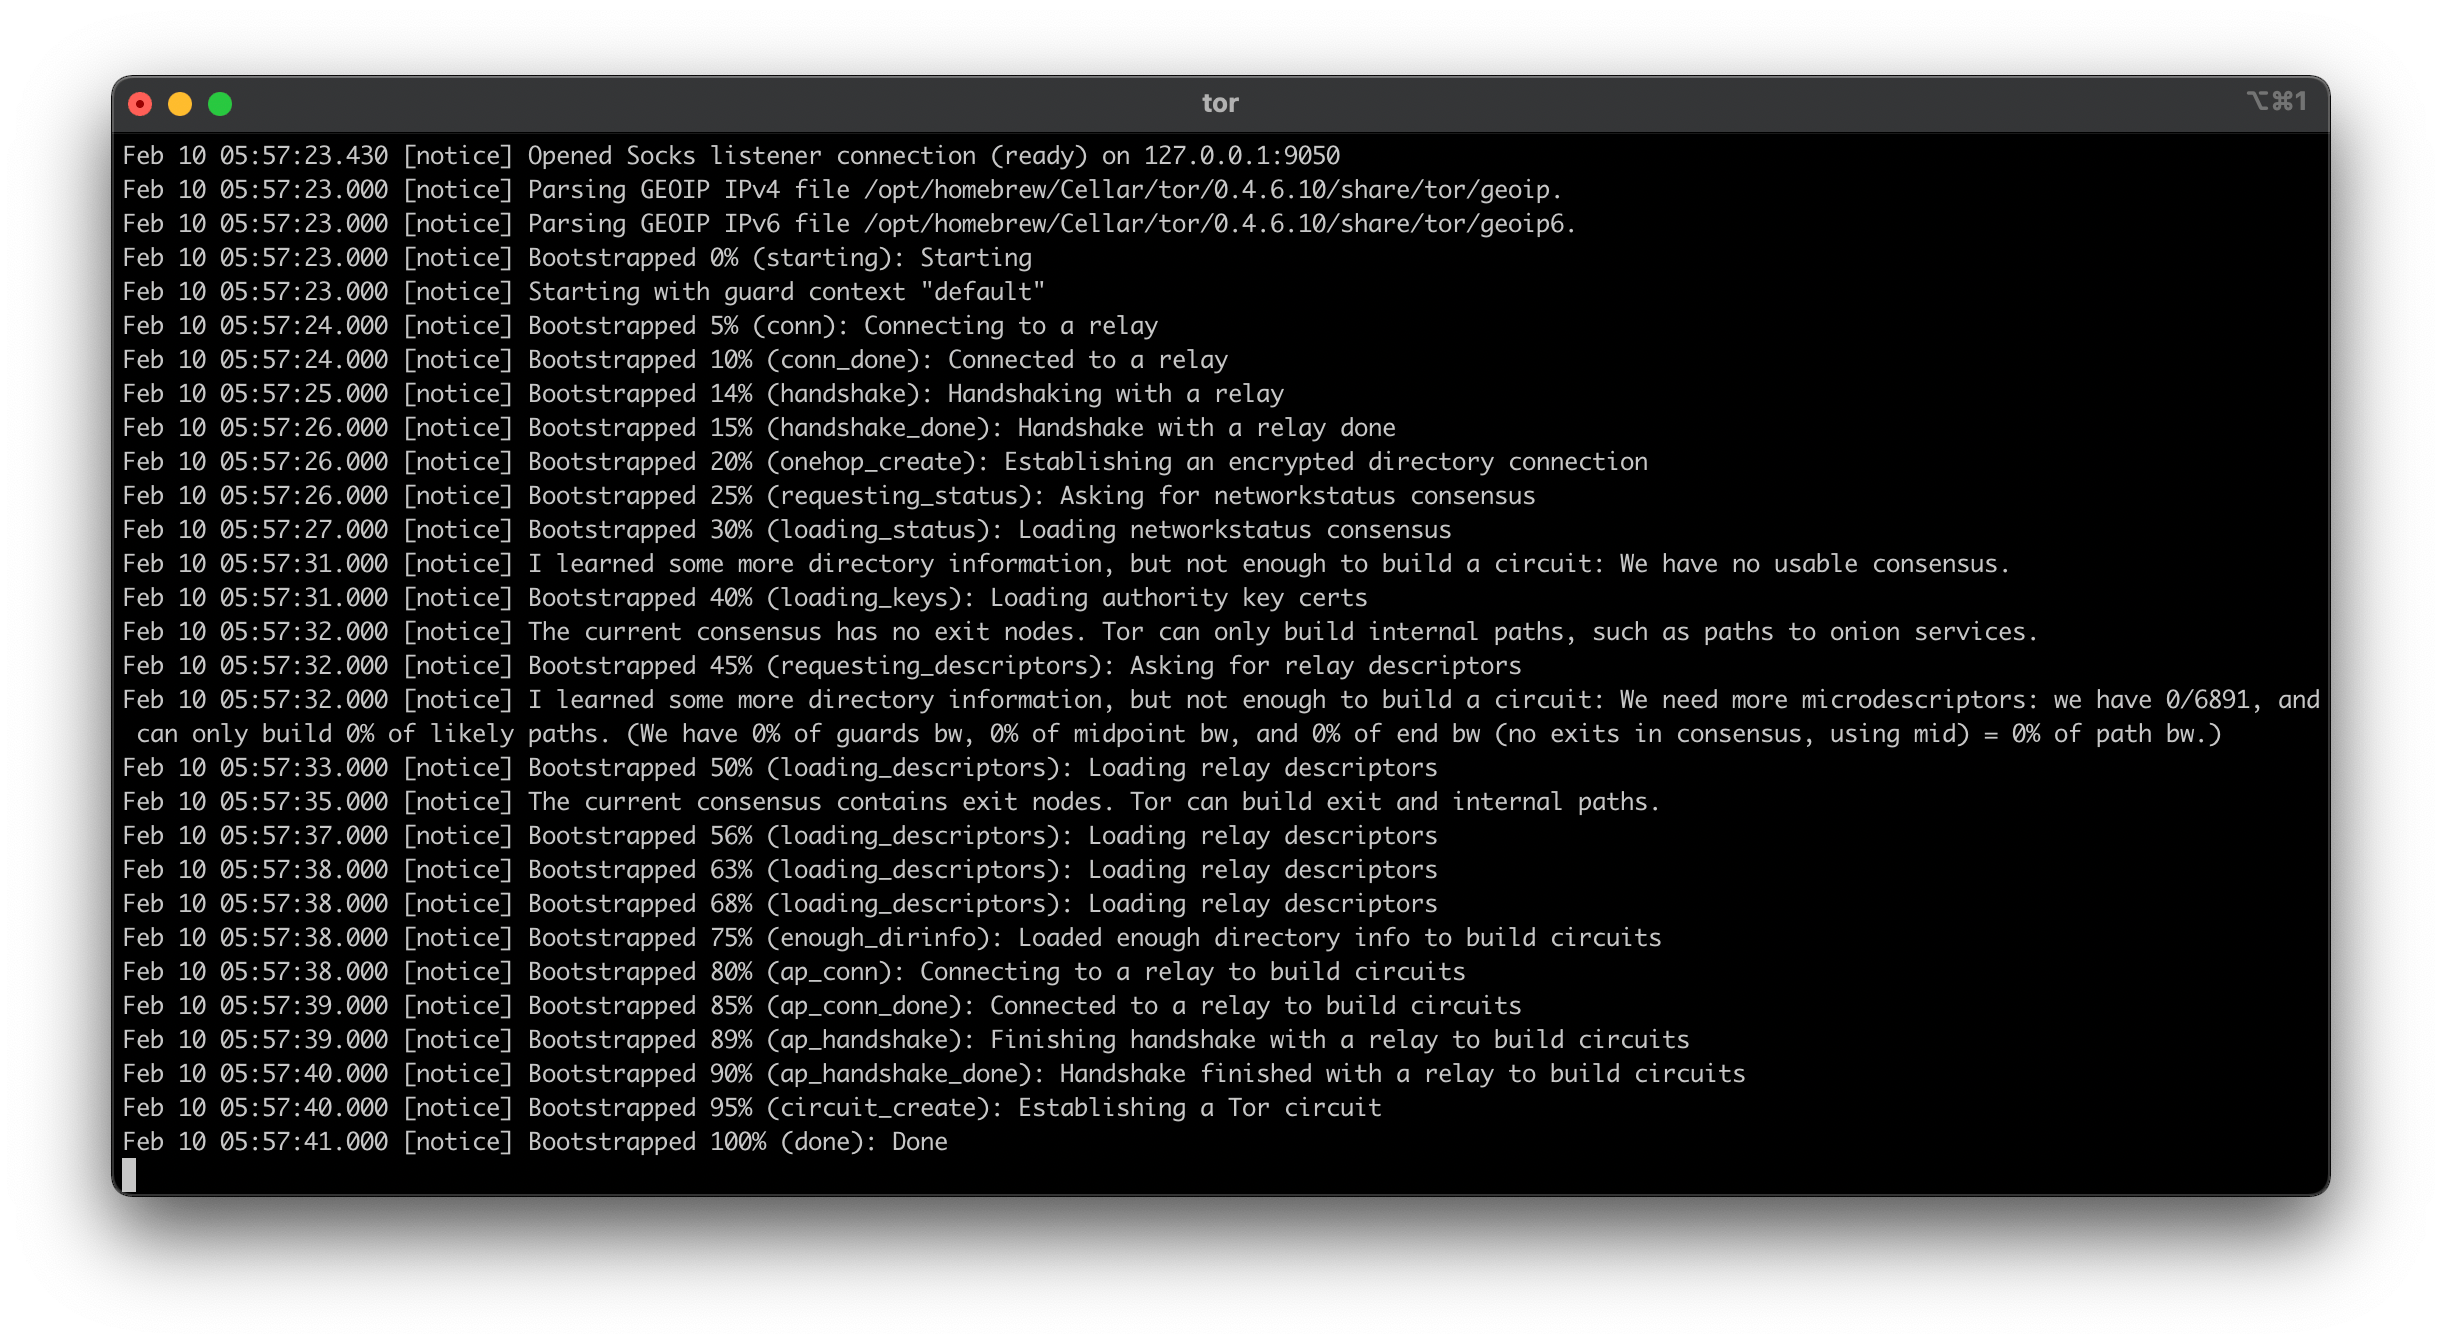 tor
⌥⌘1
Feb 10 05:57:23.430 [notice] Opened Socks listener connection (ready) on 127.0.0.1:9050
Feb 10 05:57:23.000 [notice] Parsing GEOIP IPv4 file /opt/homebrew/Cellar/tor/0.4.6.10/share/tor/geoip.
Feb 10 05:57:23.000 [notice] Parsing GEOIP IPv6 file /opt/homebrew/Cellar/tor/0.4.6.10/share/tor/geoip6.
Feb 10 05:57:23.000 [notice] Bootstrapped 0% (starting): Starting
Feb 10 05:57:23.000 [notice] Starting with guard context "default"
Feb 10 05:57:24.000 [notice] Bootstrapped 5% (conn): Connecting to a relay
Feb 10 05:57:24.000 [notice] Bootstrapped 10% (conn_done): Connected to a relay
Feb 10 05:57:25.000 [notice] Bootstrapped 14% (handshake): Handshaking with a relay
Feb 10 05:57:26.000 [notice] Bootstrapped 15% (handshake_done): Handshake with a relay done
Feb 10 05:57:26.000 [notice] Bootstrapped 20% (onehop_create): Establishing an encrypted directory connection
Feb 10 05:57:26.000 [notice] Bootstrapped 25% (requesting_status): Asking for networkstatus consensus
Feb 10 05:57:27.000 [notice] Bootstrapped 30% (loading_status): Loading networkstatus consensus
Feb 10 05:57:31.000 [notice] I learned some more directory information, but not enough to build a circuit: We have no usable consensus.
Feb 10 05:57:31.000 [notice] Bootstrapped 40% (loading_keys): Loading authority key certs
Feb 10 05:57:32.000 [notice] The current consensus has no exit nodes. Tor can only build internal paths, such as paths to onion services.
Feb 10 05:57:32.000 [notice] Bootstrapped 45% (requesting_descriptors): Asking for relay descriptors
Feb 10 05:57:32.000 [notice] I learned some more directory information, but not enough to build a circuit: We need more microdescriptors: we have 0/6891, and
can only build 0% of likely paths. (We have 0% of guards bw, 0% of midpoint bw, and 0% of end bw (no exits in consensus, using mid) = 0% of path bw.)
Feb 10 05:57:33.000 [notice] Bootstrapped 50% (loading_descriptors): Loading relay descriptors
Feb 10 05:57:35.000 [notice] The current consensus contains exit nodes. Tor can build exit and internal paths.
Feb 10 05:57:37.000 [notice] Bootstrapped 56% (loading_descriptors): Loading relay descriptors
Feb 10 05:57:38.000 [notice] Bootstrapped 63% (loading_descriptors): Loading relay descriptors
Feb 10 05:57:38.000 [notice] Bootstrapped 68% (loading_descriptors): Loading relay descriptors
Feb 10 05:57:38.000 [notice] Bootstrapped 75% (enough_dirinfo): Loaded enough directory info to build circuits
Feb 10 05:57:38.000 [notice] Bootstrapped 80% (ap_conn): Connecting to a relay to build circuits
Feb 10 05:57:39.000 [notice] Bootstrapped 85% (ap_conn_done): Connected to a relay to build circuits
Feb 10 05:57:39.000 [notice] Bootstrapped 89% (ap_handshake): Finishing handshake with a relay to build circuits
Feb 10 05:57:40.000 [notice] Bootstrapped 90% (ap_handshake_done): Handshake finished with a relay to build circuits
Feb 10 05:57:40.000 [notice] Bootstrapped 95% (circuit_create): Establishing a Tor circuit
Feb 10 05:57:41.000 [notice] Bootstrapped 100% (done): Done